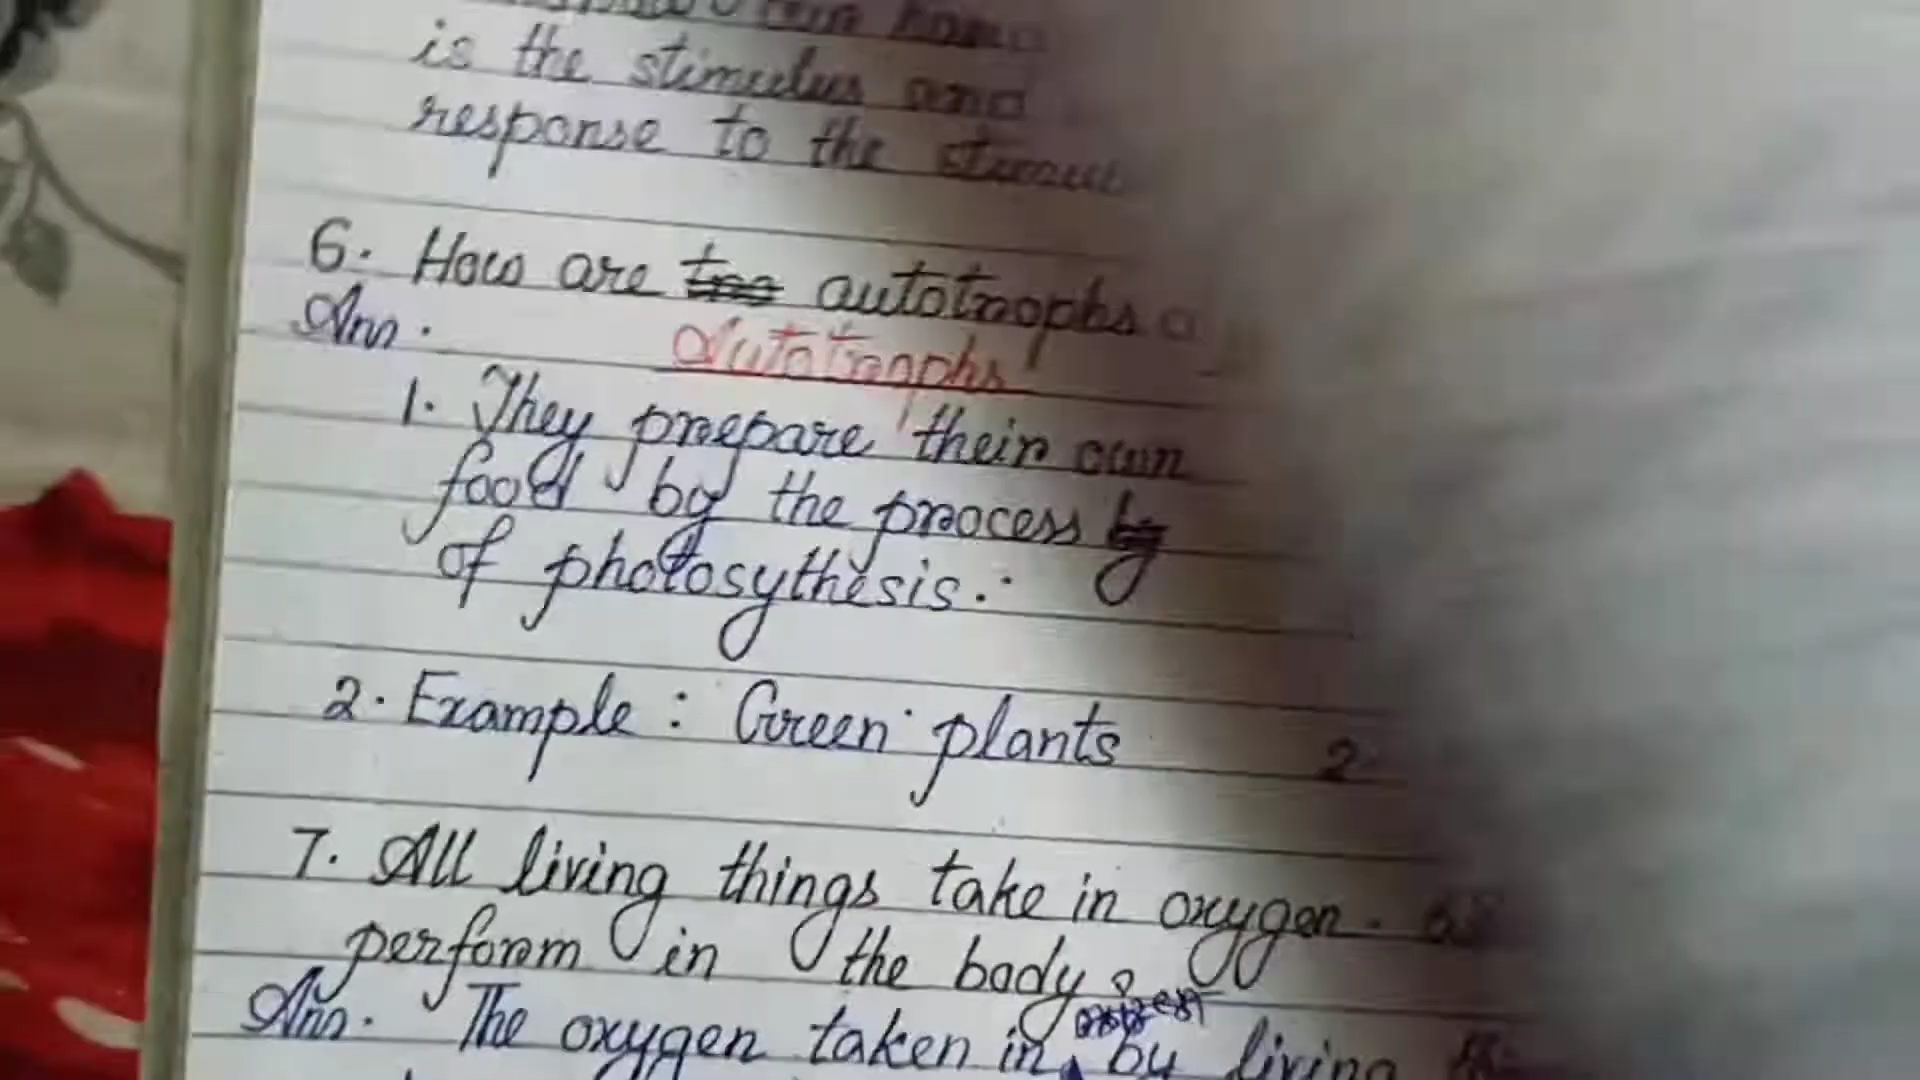 is the stimulus and
response to the
6. How are autotrophs
Ans. Autotrophs
1. They prepare their own
food by the process
of photosythesis.
2. Example : Green plants
2.
7. All living things take in oxygen.
perform in the body?
Ans. The oxygen taken in by living